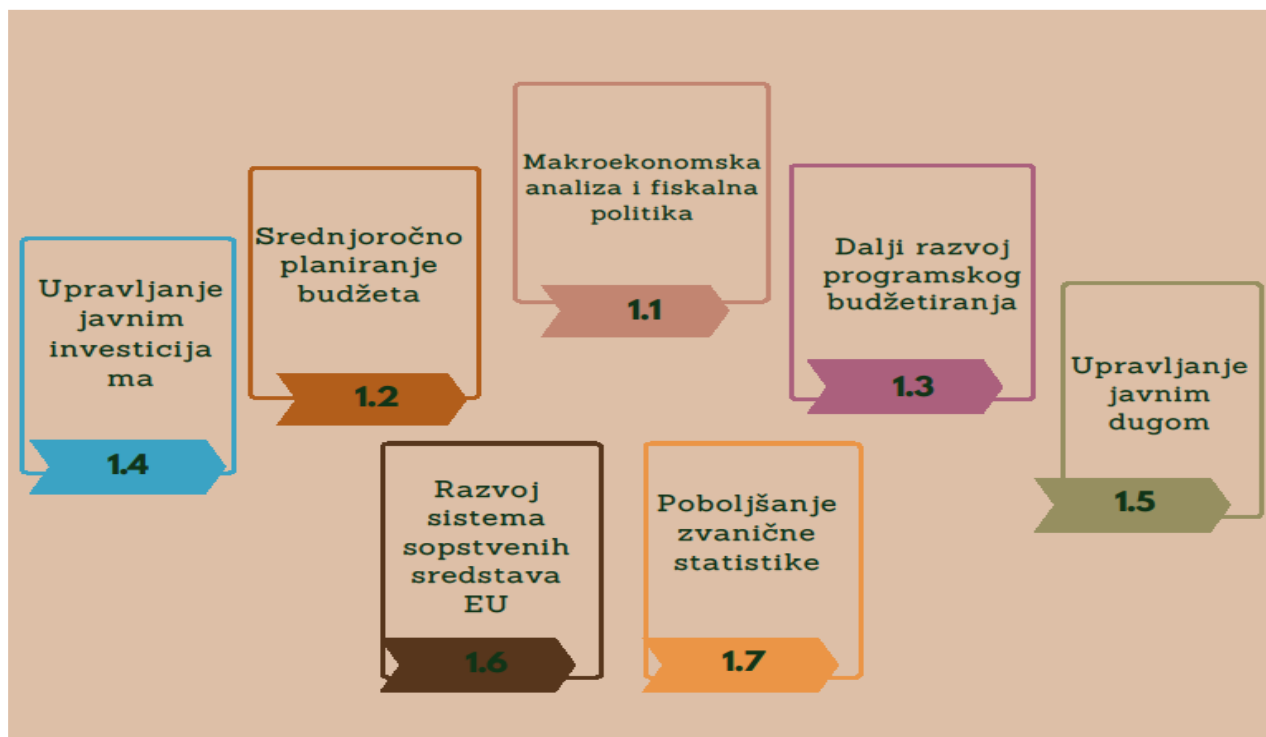 Makroekonomska
analiza i fiskalna
politika
1.1
Srednjoročno
planiranje
budžeta
1.2
Dalji razvoj
programskog
budžetiranja
1.3
Upravljanje
javnim
investicija
ma
1.4
Upravljanje
javnim
dugom
1.5
Razvoj
sistema
sopstvenih
sredstava
EU
1.6
Poboljšanje
zvanične
statistike
1.7